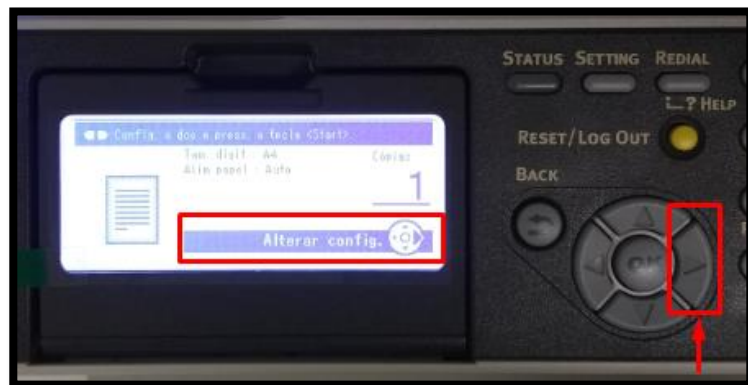 Config. o doc e press. a tecla <Start>.
Tam. digit.: A4
Alim papel : Auto
Cópias
1
Alterar config.
STATUS SETTING REDIAL
? HELP
RESET/LOG OUT
BACK
OK